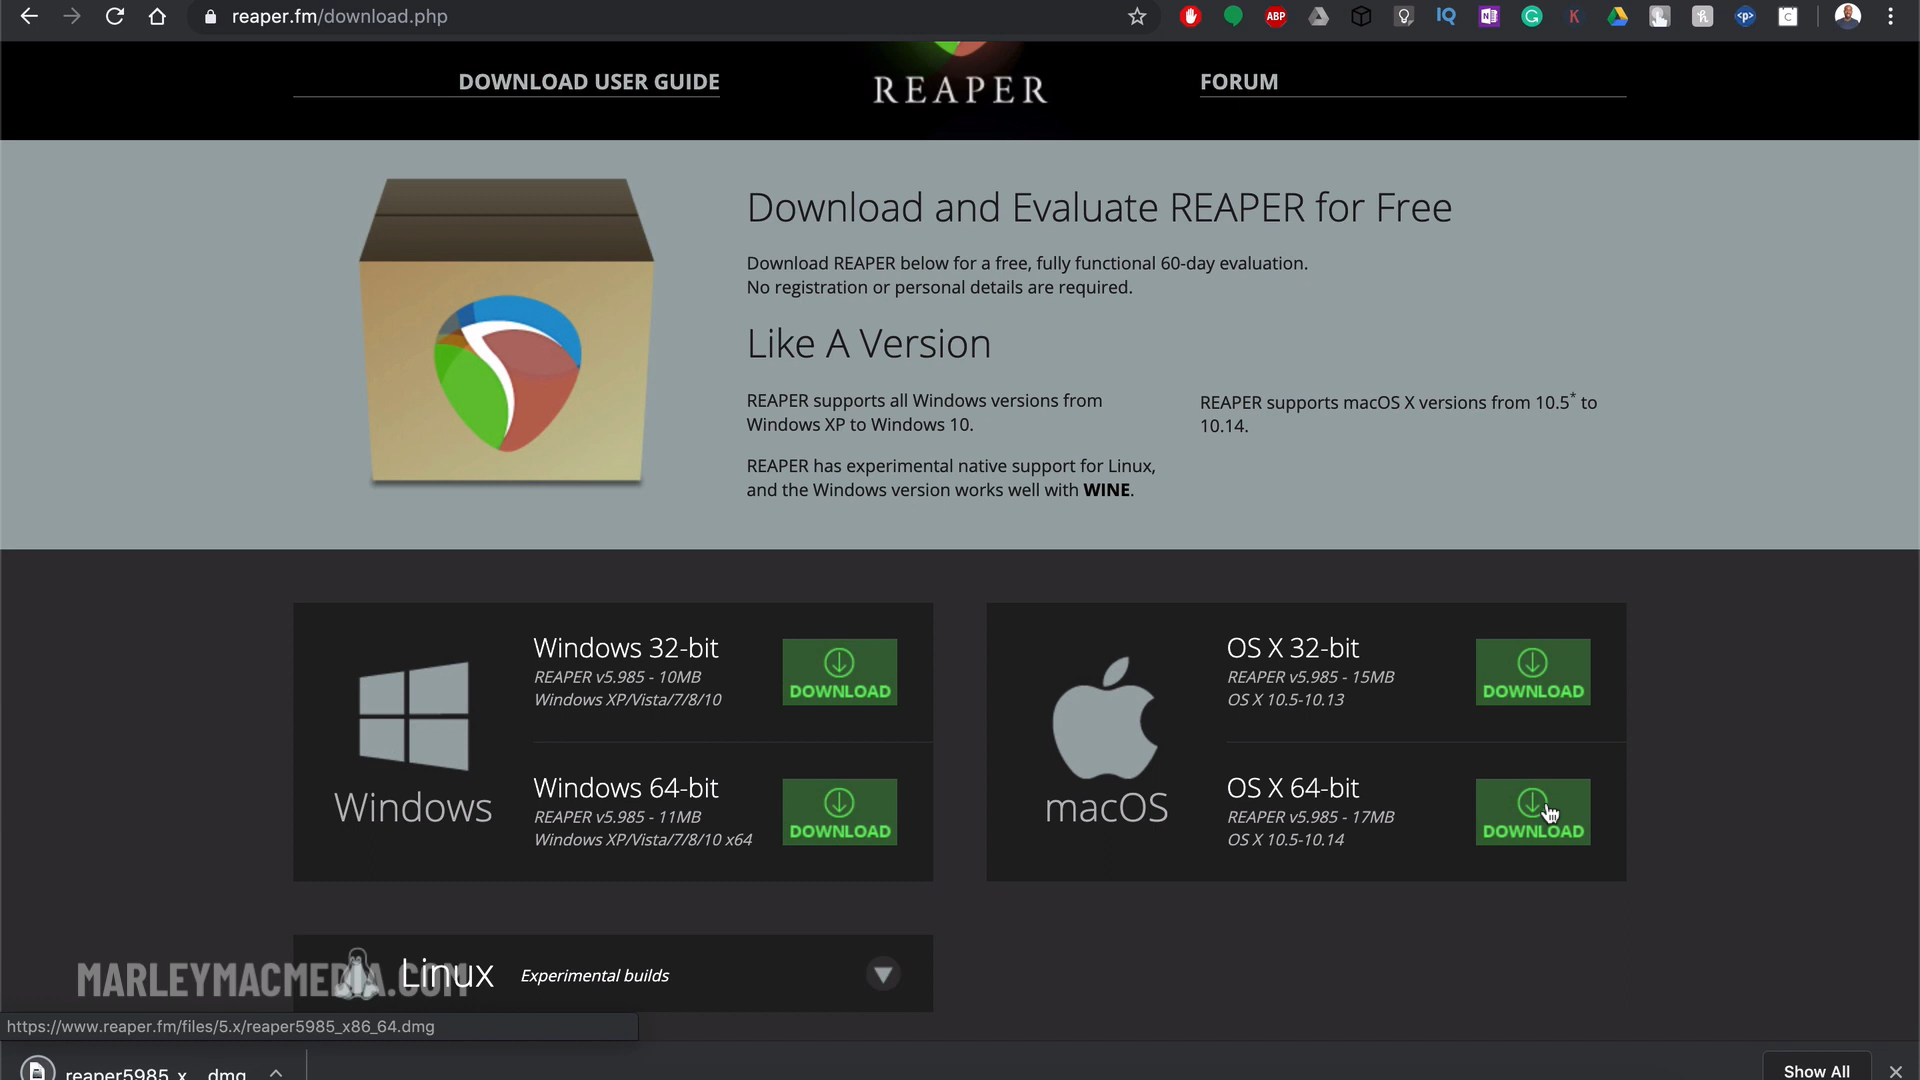 reaper.fm/download.php
ABP
IQ
K
<p>
C
DOWNLOAD USER GUIDE
REAPER
FORUM
Download and Evaluate REAPER for Free
Download REAPER below for a free, fully functional 60-day evaluation.
No registration or personal details are required.
Like A Version
REAPER supports all Windows versions from
Windows XP to Windows 10.
REAPER has experimental native support for Linux,
and the Windows version works well with WINE.
REAPER supports macOS X versions from 10.5* to
10.14.
Windows
Windows 32-bit
REAPER v5.985 - 10MB
Windows XP/Vista/7/8/10
DOWNLOAD
Windows 64-bit
REAPER v5.985 - 11MB
Windows XP/Vista/7/8/10 x64
DOWNLOAD
macOS
OS X 32-bit
REAPER v5.985 - 15MB
OS X 10.5-10.13
DOWNLOAD
OS X 64-bit
REAPER v5.985 - 17MB
OS X 10.5-10.14
DOWNLOAD
Linux
Experimental builds
MARLEYMACMEDIA.COM
https://www.reaper.fm/files/5.x/reaper5985_x86_64.dmg
reaper5985_x....dmg
Show All